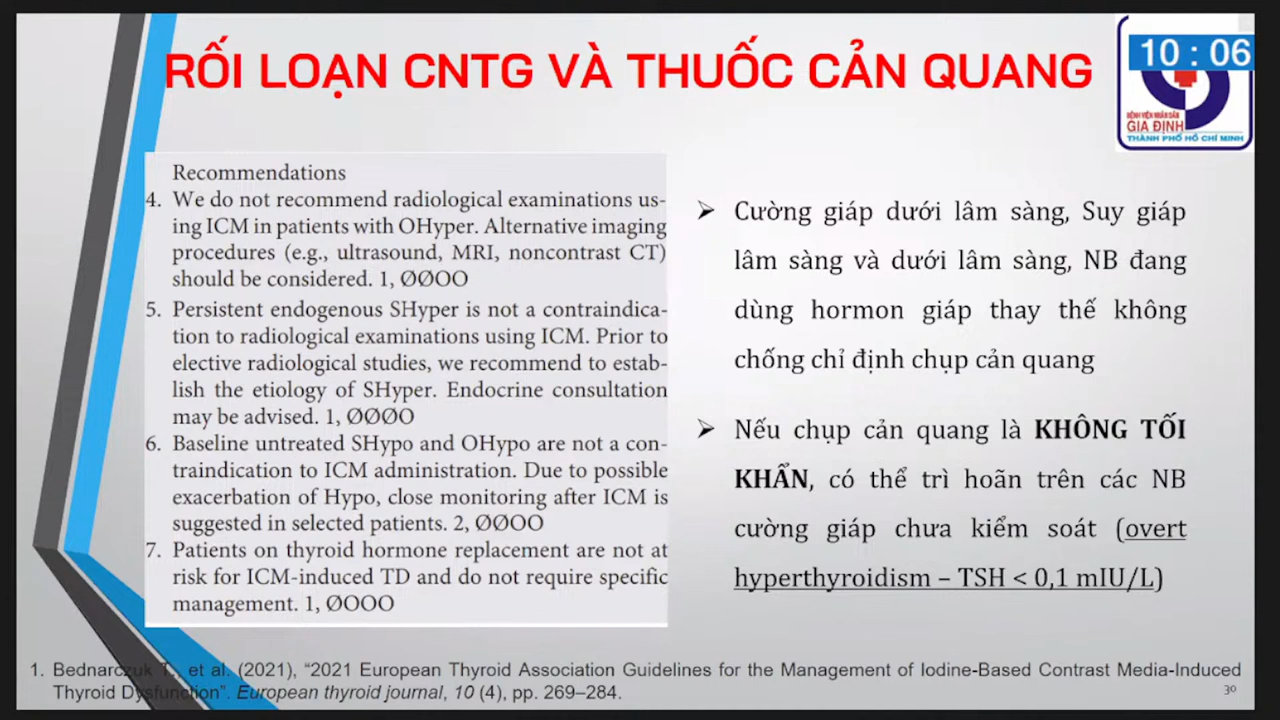 RỐI LOẠN CNTG VÀ THUỐC CẢN QUANG
10 : 06
BỆNH VIỆN NHÂN DÂN
GIA ĐỊNH
THÀNH PHỐ HỒ CHÍ MINH
Recommendations
4. We do not recommend radiological examinations us-
ing ICM in patients with OHyper. Alternative imaging
procedures (e.g., ultrasound, MRI, noncontrast CT)
should be considered. 1, ØØOO
5. Persistent endogenous SHyper is not a contraindica-
tion to radiological examinations using ICM. Prior to
elective radiological studies, we recommend to estab-
lish the etiology of SHyper. Endocrine consultation
may be advised. 1, ØØØO
6. Baseline untreated SHypo and OHypo are not a con-
traindication to ICM administration. Due to possible
exacerbation of Hypo, close monitoring after ICM is
suggested in selected patients. 2, ØØOO
7. Patients on thyroid hormone replacement are not at
risk for ICM-induced TD and do not require specific
management. 1, ØOOO
➢ Cường giáp dưới lâm sàng, Suy giáp
lâm sàng và dưới lâm sàng, NB đang
dùng hormon giáp thay thế không
chống chỉ định chụp cản quang
➢ Nếu chụp cản quang là KHÔNG TỐI
KHẨN, có thể trì hoãn trên các NB
cường giáp chưa kiểm soát (overt
hyperthyroidism – TSH < 0,1 mIU/L)
1. Bednarczuk T., et al. (2021), “2021 European Thyroid Association Guidelines for the Management of Iodine-Based Contrast Media-Induced
Thyroid Dysfunction”. European thyroid journal, 10 (4), pp. 269–284.
30